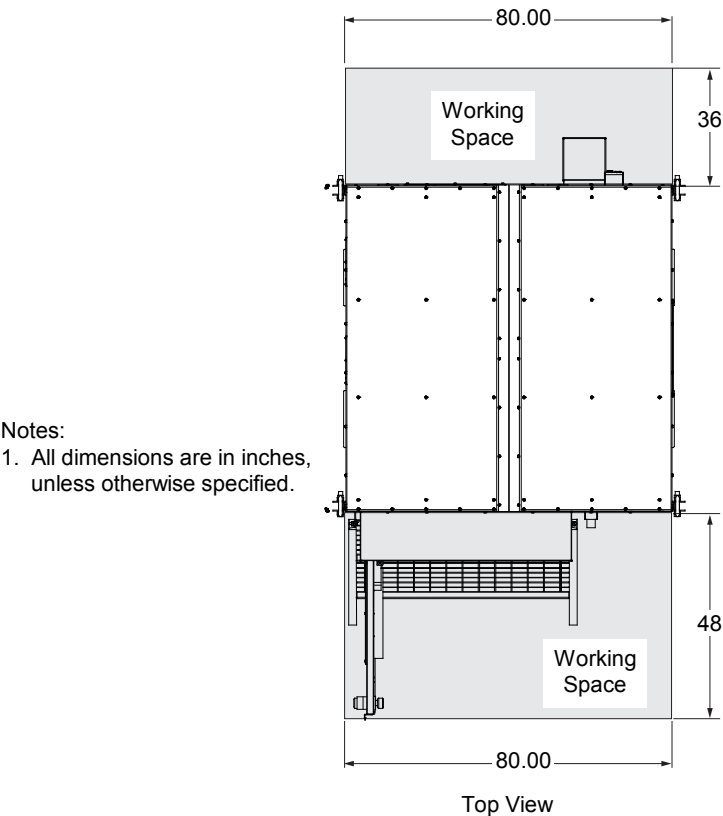 80.00
Working
Space
36
Notes:
1. All dimensions are in inches,
unless otherwise specified.
48
Working
Space
80.00
Top View